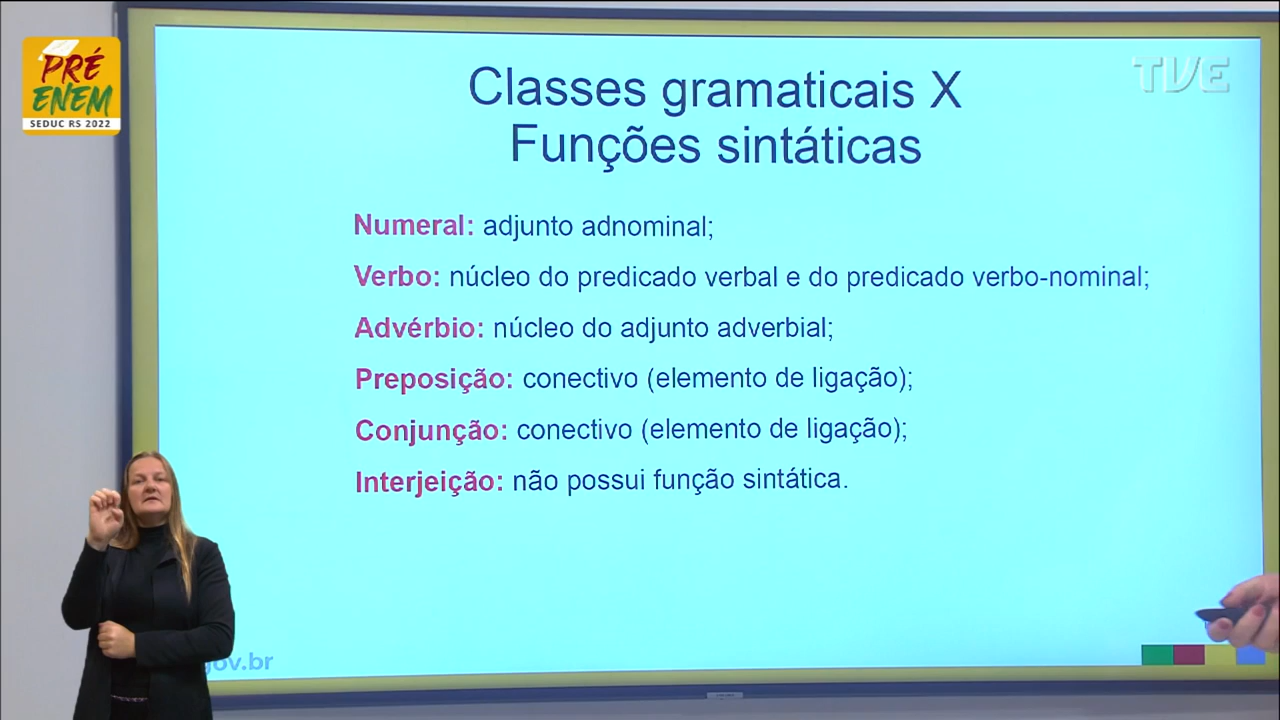 PRÉ
ENEM
SEDUC RS 2022
TVE
Classes gramaticais X
Funções sintáticas
Numeral: adjunto adnominal;
Verbo: núcleo do predicado verbal e do predicado verbo-nominal;
Advérbio: núcleo do adjunto adverbial;
Preposição: conectivo (elemento de ligação);
Conjunção: conectivo (elemento de ligação);
Interjeição: não possui função sintática.
gov.br